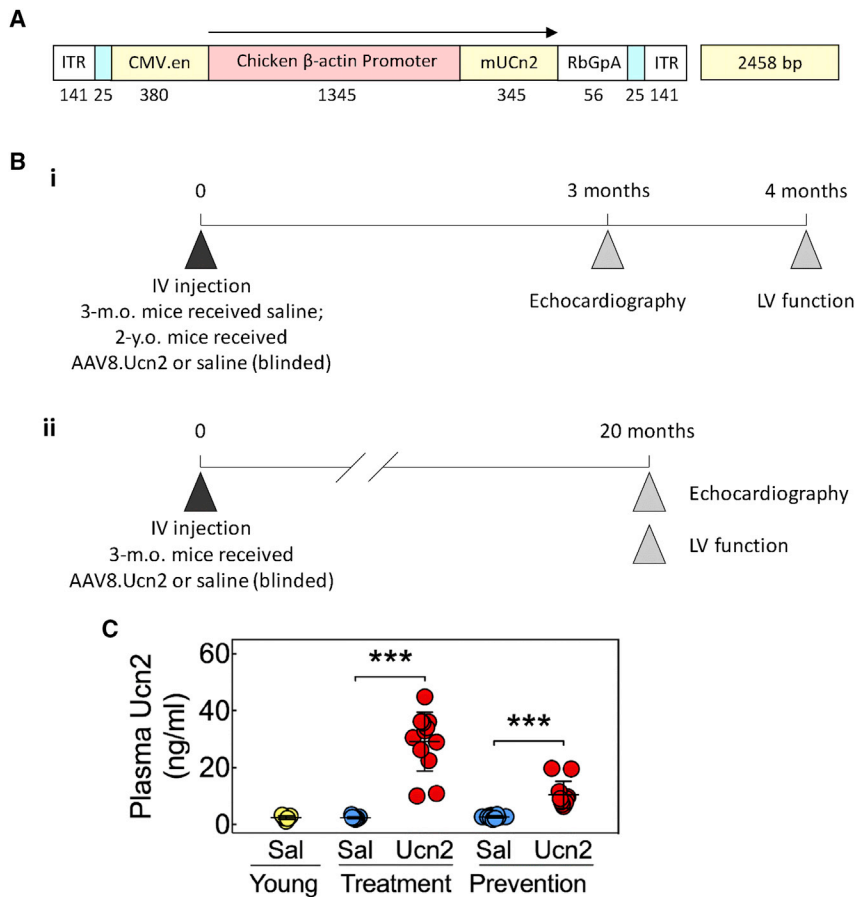 A
ITR CMV.en Chicken β-actin Promoter mUCn2 RbGpA ITR 2458 bp
141 25 380 1345 345 56 25 141
B
i
0 3 months 4 months
IV injection
3-m.o. mice received saline;
2-y.o. mice received
AAV8.Ucn2 or saline (blinded)
Echocardiography LV function
ii
0 20 months
IV injection
3-m.o. mice received
AAV8.Ucn2 or saline (blinded)
Echocardiography
LV function
C
Plasma Ucn2
(ng/ml)
60
40
20
0
***
***
Sal Sal Ucn2 Sal Ucn2
Young Treatment Prevention